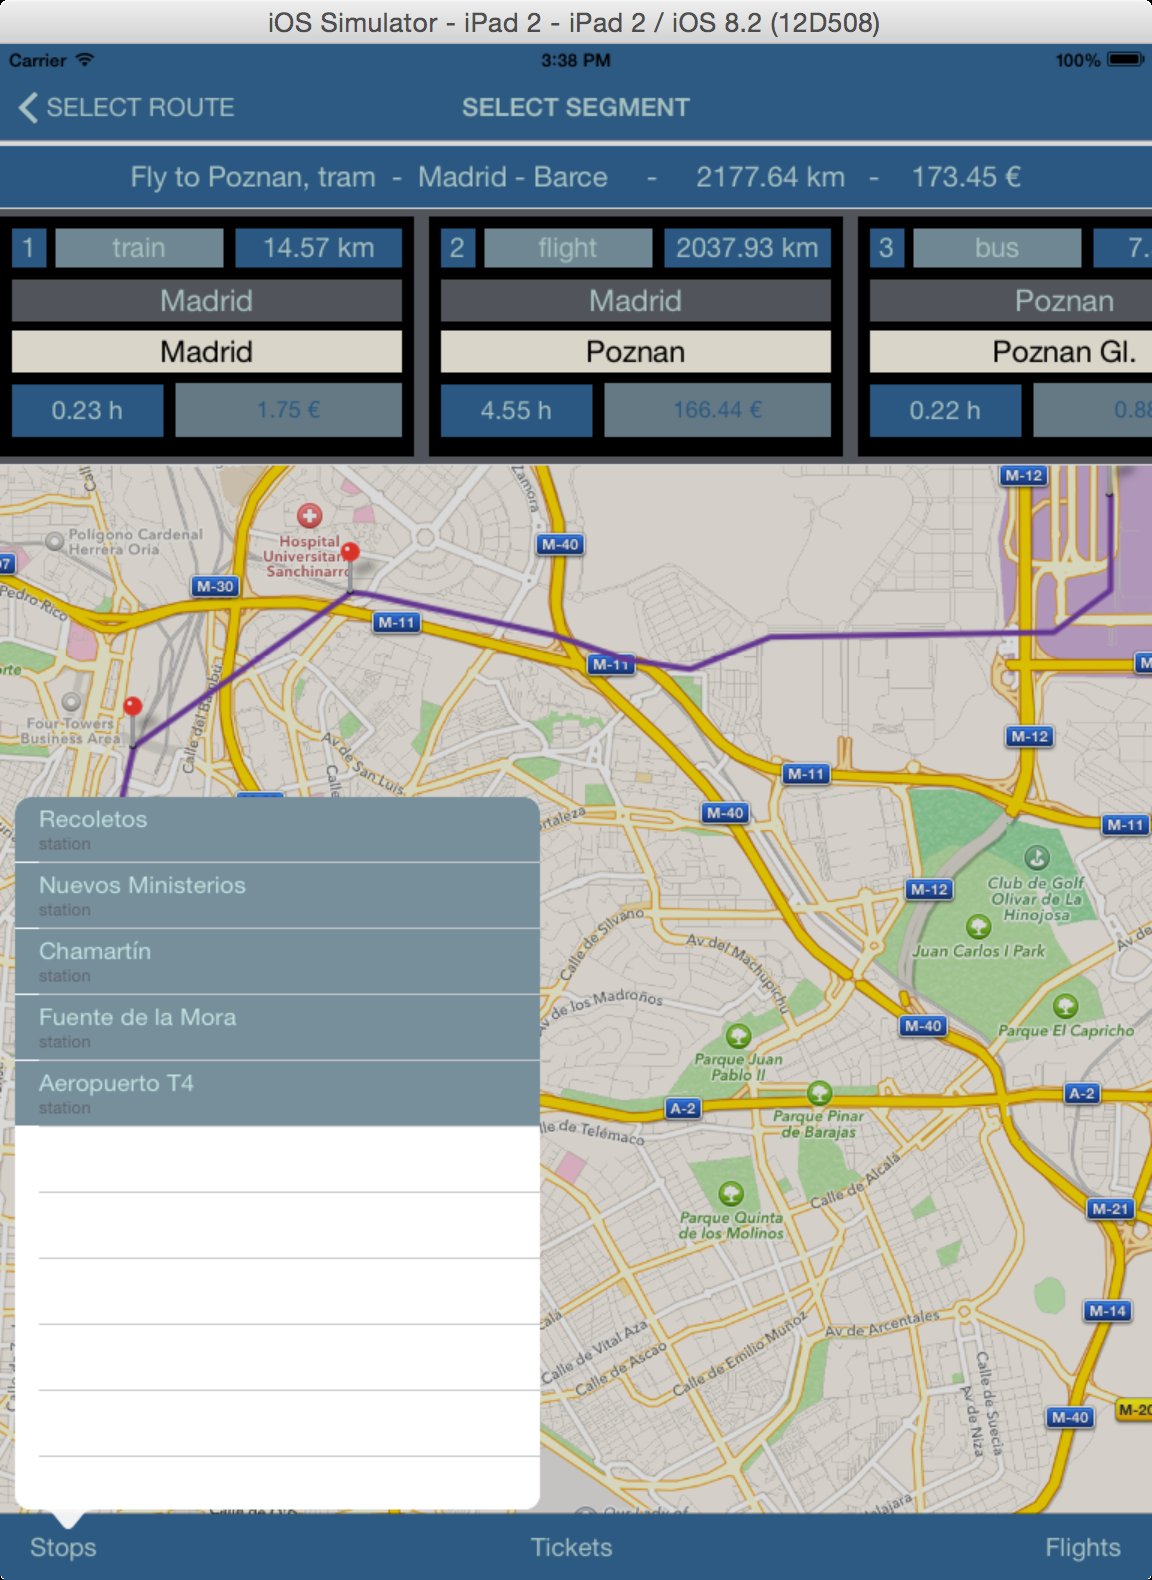 iOS Simulator - iPad 2 - iPad 2 / iOS 8.2 (12D508)
Carrier 3:38 PM 100%
SELECT ROUTE SELECT SEGMENT
Fly to Poznan, tram - Madrid - Barce - 2177.64 km - 173.45 €
1 train 14.57 km
Madrid
Madrid
0.23 h 1.75 €
2 flight 2037.93 km
Madrid
Poznan
4.55 h 166.44 €
3 bus 7.
Poznan
Poznan Gl.
0.22 h 0.88
Polígono Cardenal
Herrera Oria
Hospital
Universitar
Sanchinarro
Zamora
M-12
M-40
M-30
Pedro Rico
M-11
M-11
Four Towers
Business Area
Calle del Bambú
M-12
Av de San Luis
Calle
M-11
M-40
M-11
M-12
Club de Golf
Olivar de La
Hinojosa
Juan Carlos I Park
Calle de Silvano
Av del Machupichu
Av de
Av de los Madroños
M-40
Parque El Capricho
Parque Juan
Pablo II
A-2
A-2
Parque Pinar
de Barajas
lle de Telémaco
Calle de Alcalá
Parque Quinta
de los Molinos
M-21
M-14
Av de Arcentales
Calle de Vital Aza
Calle de Ascao
Calle de Emilio Muñoz
Calle de Suecia
Av de Niza
M-40
M-20
Recoletos
station
Nuevos Ministerios
station
Chamartín
station
Fuente de la Mora
station
Aeropuerto T4
station
Stops Tickets Flights